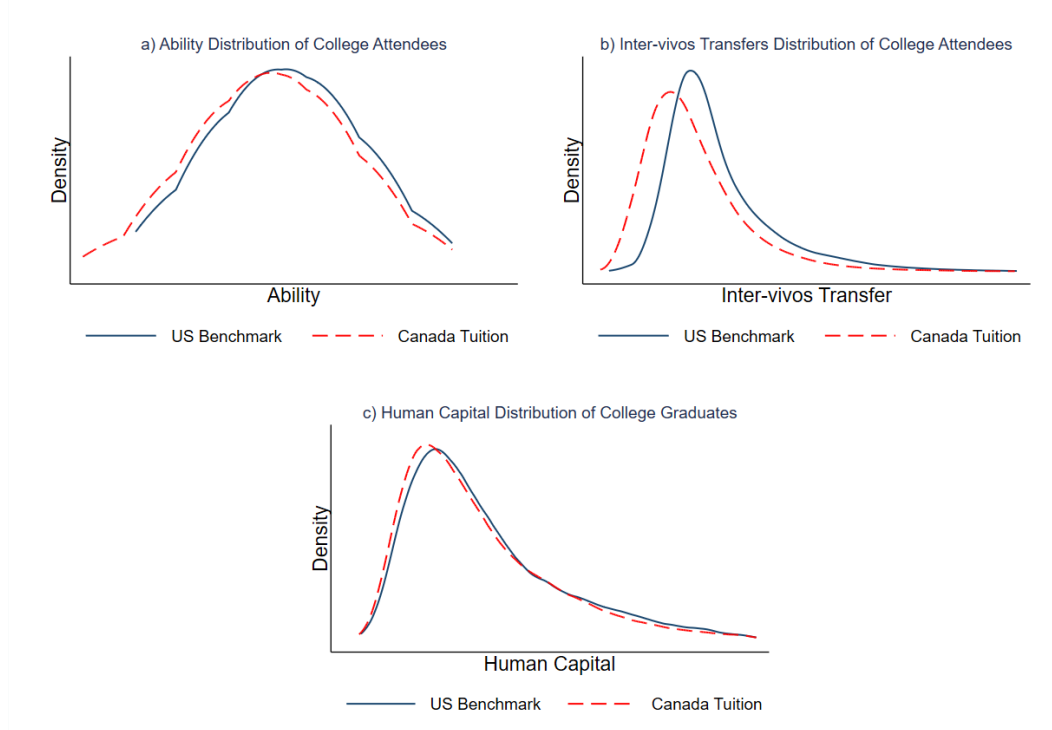 a) Ability Distribution of College Attendees
Density
Ability
US Benchmark
Canada Tuition
b) Inter-vivos Transfers Distribution of College Attendees
Density
Inter-vivos Transfer
US Benchmark
Canada Tuition
c) Human Capital Distribution of College Graduates
Density
Human Capital
US Benchmark
Canada Tuition